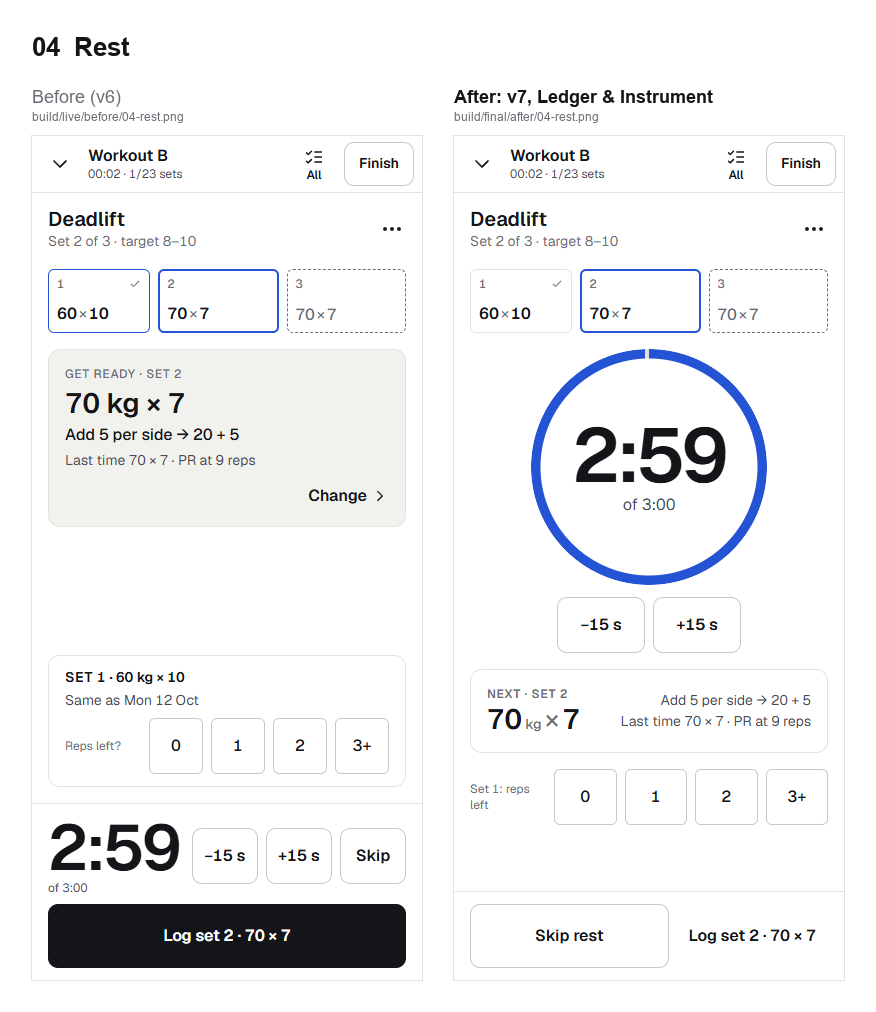 04 Rest
Before (v6)
build/live/before/04-rest.png
Workout B
00:02 · 1/23 sets
All
Finish
Deadlift
Set 2 of 3 · target 8–10
1
60×10
2
70×7
3
70×7
GET READY · SET 2
70 kg × 7
Add 5 per side → 20 + 5
Last time 70 × 7 · PR at 9 reps
Change
SET 1 · 60 kg × 10
Same as Mon 12 Oct
Reps left?
0
1
2
3+
2:59
of 3:00
−15 s
+15 s
Skip
Log set 2 · 70 × 7
After: v7, Ledger & Instrument
build/final/after/04-rest.png
Workout B
00:02 · 1/23 sets
All
Finish
Deadlift
Set 2 of 3 · target 8–10
1
60×10
2
70×7
3
70×7
2:59
of 3:00
−15 s
+15 s
NEXT · SET 2
70 kg × 7
Add 5 per side → 20 + 5
Last time 70 × 7 · PR at 9 reps
Set 1: reps
left
0
1
2
3+
Skip rest
Log set 2 · 70 × 7